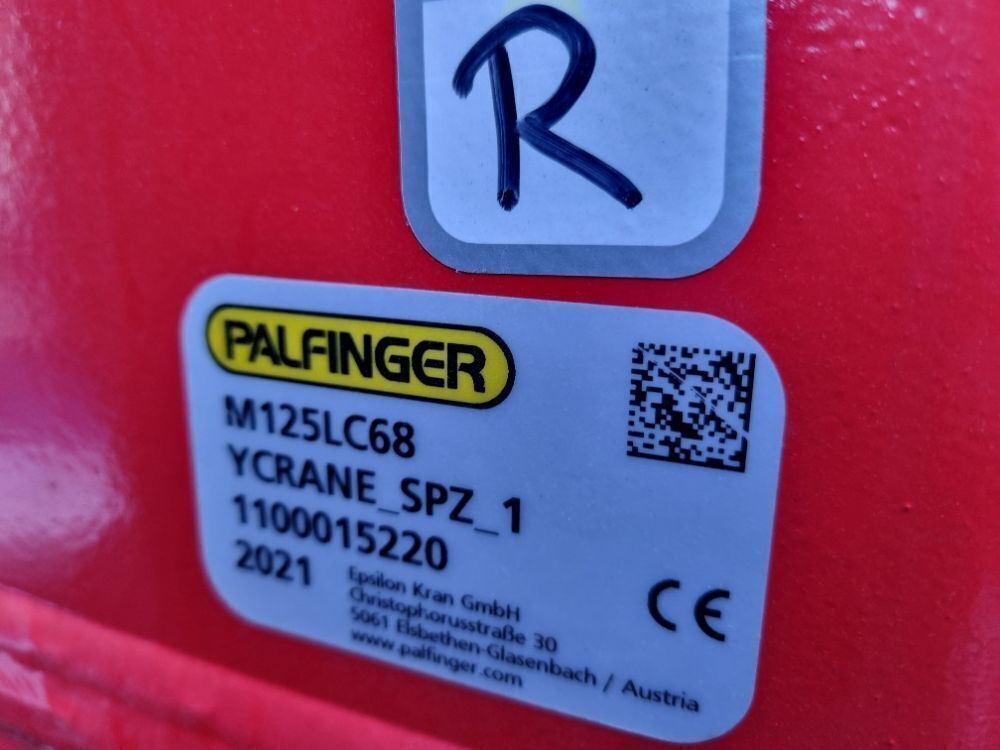 R
PALFINGER
M125LC68
YCRANE_SPZ_1
1100015220
2021
Epsilon Kran GmbH
Christophorusstraße 30
5061 Elsbethen-Glasenbach / Austria
www.palfinger.com
CE